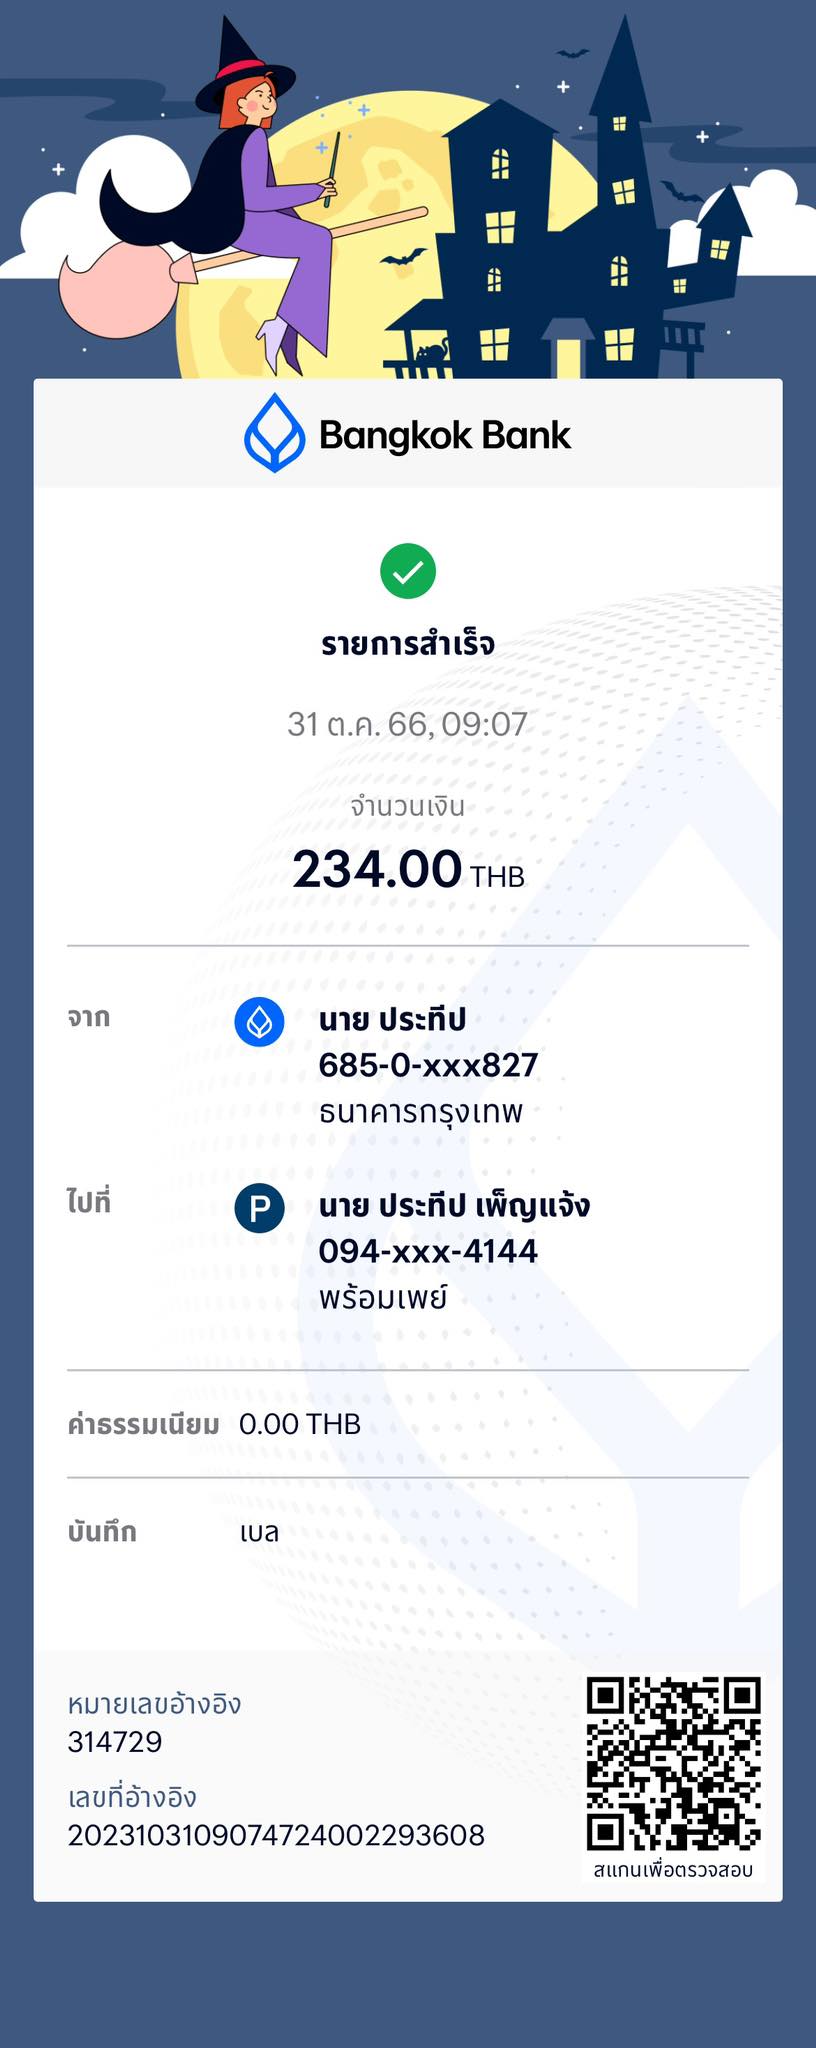 Bangkok Bank
รายการสำเร็จ
31 ต.ค. 66, 09:07
จำนวนเงิน
234.00 THB
จาก
นาย ประทีป
685-0-xxx827
ธนาคารกรุงเทพ
ไปที่
P
นาย ประทีป เพ็ญแจ้ง
094-xxx-4144
พร้อมเพย์
ค่าธรรมเนียม 0.00 THB
บันทึก เบล
หมายเลขอ้างอิง
314729
เลขที่อ้างอิง
2023103109074724002293608
สแกนเพื่อตรวจสอบ